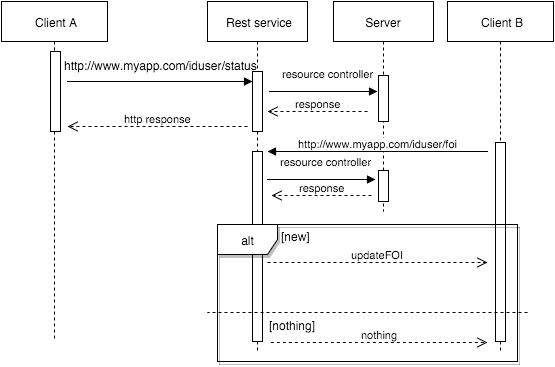 Client A
Rest service
Server
Client B
http://www.myapp.com/iduser/status
resource controller
response
http response
http://www.myapp.com/iduser/foi
resource controller
response
alt
[new]
updateFOI
[nothing]
nothing